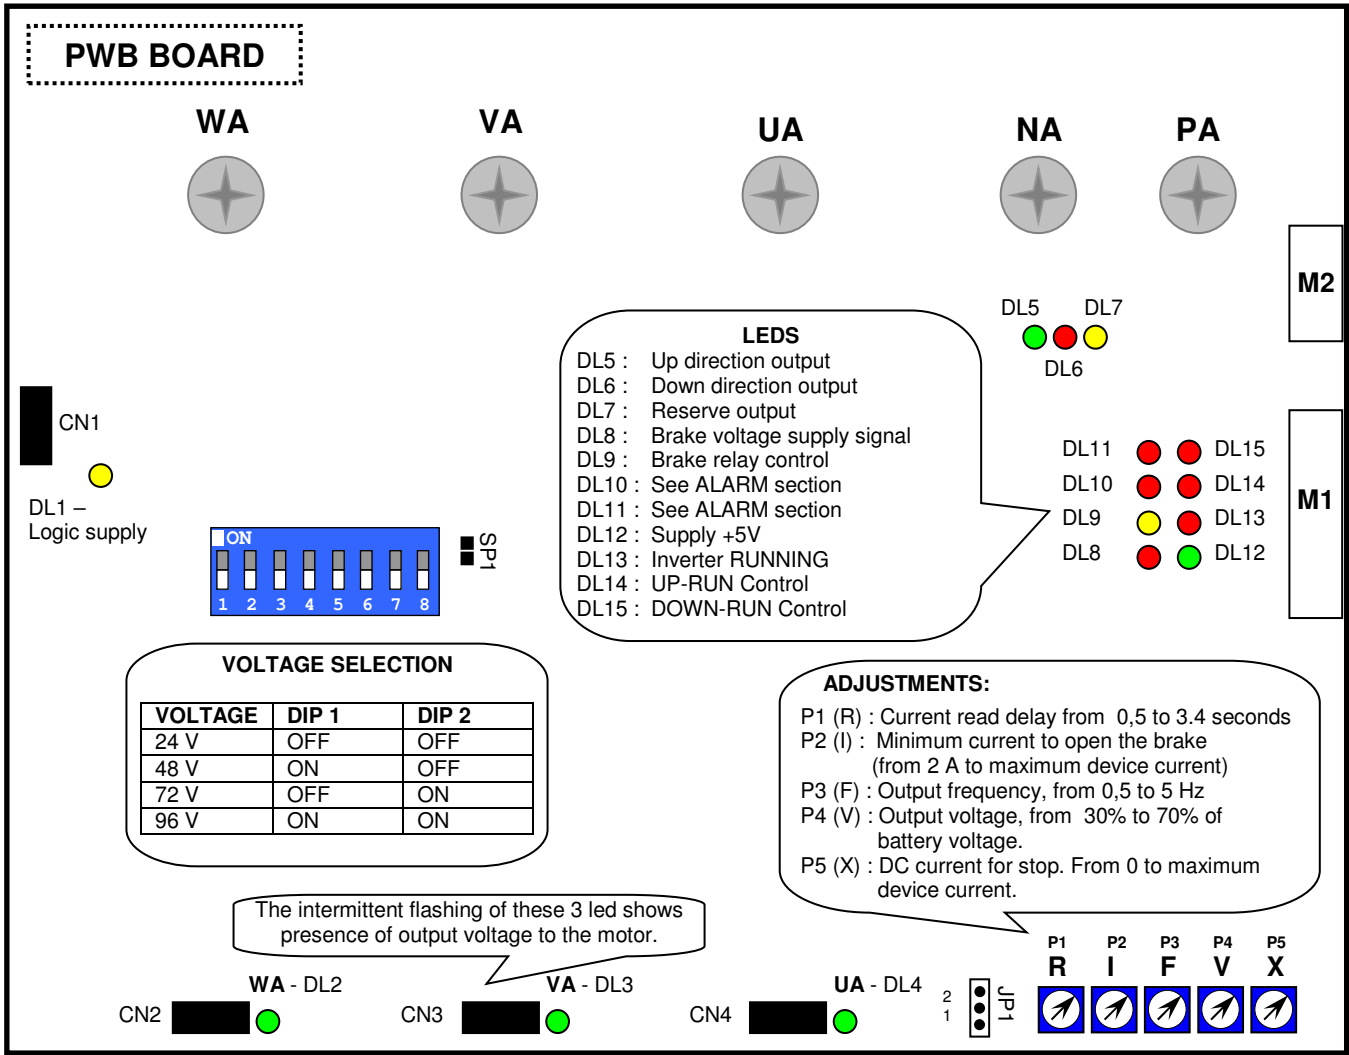 PWB BOARD
WA
VA
UA
NA
PA
M2
DL5
DL7
DL6
LEDS
DL5 : Up direction output
DL6 : Down direction output
DL7 : Reserve output
DL8 : Brake voltage supply signal
DL9 : Brake relay control
DL10 : See ALARM section
DL11 : See ALARM section
DL12 : Supply +5V
DL13 : Inverter RUNNING
DL14 : UP-RUN Control
DL15 : DOWN-RUN Control
CN1
DL1 –
Logic supply
DL11
DL15
DL10
DL14
DL9
DL13
DL8
DL12
M1
ON
1 2 3 4 5 6 7 8
SP1
VOLTAGE SELECTION
VOLTAGE DIP 1 DIP 2
24 V OFF OFF
48 V ON OFF
72 V OFF ON
96 V ON ON
ADJUSTMENTS:
P1 (R) : Current read delay from 0,5 to 3.4 seconds
P2 (I) : Minimum current to open the brake
(from 2 A to maximum device current)
P3 (F) : Output frequency, from 0,5 to 5 Hz
P4 (V) : Output voltage, from 30% to 70% of
battery voltage.
P5 (X) : DC current for stop. From 0 to maximum
device current.
The intermittent flashing of these 3 led shows
presence of output voltage to the motor.
WA - DL2
CN2
VA - DL3
CN3
UA - DL4
CN4
2
1
JP1
P1 P2 P3 P4 P5
R I F V X